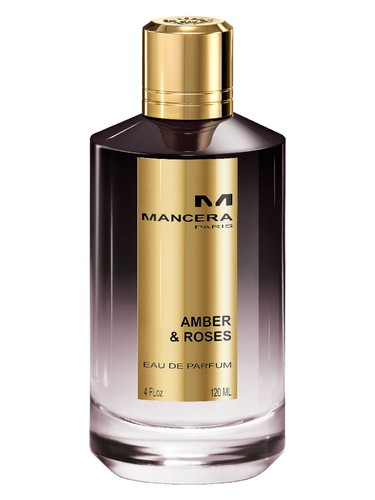 MANCERA
PARIS
AMBER
& ROSES
EAU DE PARFUM
4 FL.oz 120 ML